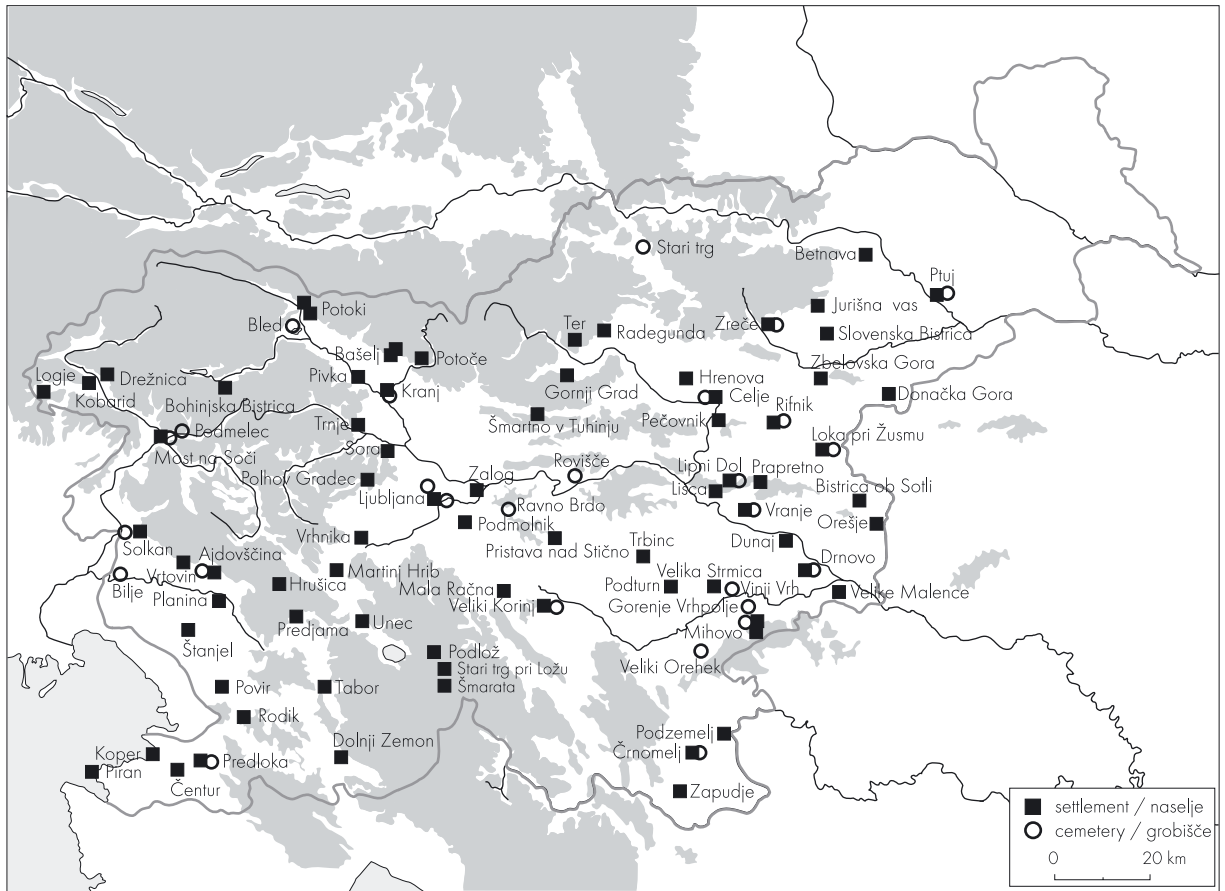 Stari trg
Betnava
Ptuj
Potoki
Jurišna vas
Bled
Ter
Radegunda
Zreče
Slovenska Bistrica
Bašelj
Potoče
Logje
Drežnica
Pivka
Zbelovska Gora
Kobarid
Gornji Grad
Hrenova
Kranj
Celje
Donačka Gora
Bohinjska Bistrica
Rifnik
Šmartno v Tuhinju
Pečovnik
Trnje
Podmelec
Loka pri Žusmu
Most na Soči
Sora
Rovišče
Lipni Dol
Prapretno
Polhov Gradec
Zalog
Bistrica ob Sotli
Ljubljana
Lisca
Ravno Brdo
Vranje
Orešje
Podmolnik
Solkan
Vrhnika
Pristava nad Stično
Dunaj
Ajdovščina
Trbinc
Drnovo
Vrtovin
Martinj Hrib
Velika Strmica
Bilje
Hrušica
Mala Račna
Podturn
Vinji Vrh
Velike Malence
Planina
Veliki Korinj
Gorenje Vrhpolje
Predjama
Unec
Mihovo
Štanjel
Podlož
Veliki Orehek
Stari trg pri Ložu
Povir
Tabor
Šmarata
Rodik
Podzemelj
Dolnji Zemon
Koper
Predloka
Črnomelj
Piran
Čentur
Zapudje
settlement / naselje
cemetery / grobišče
0 20 km